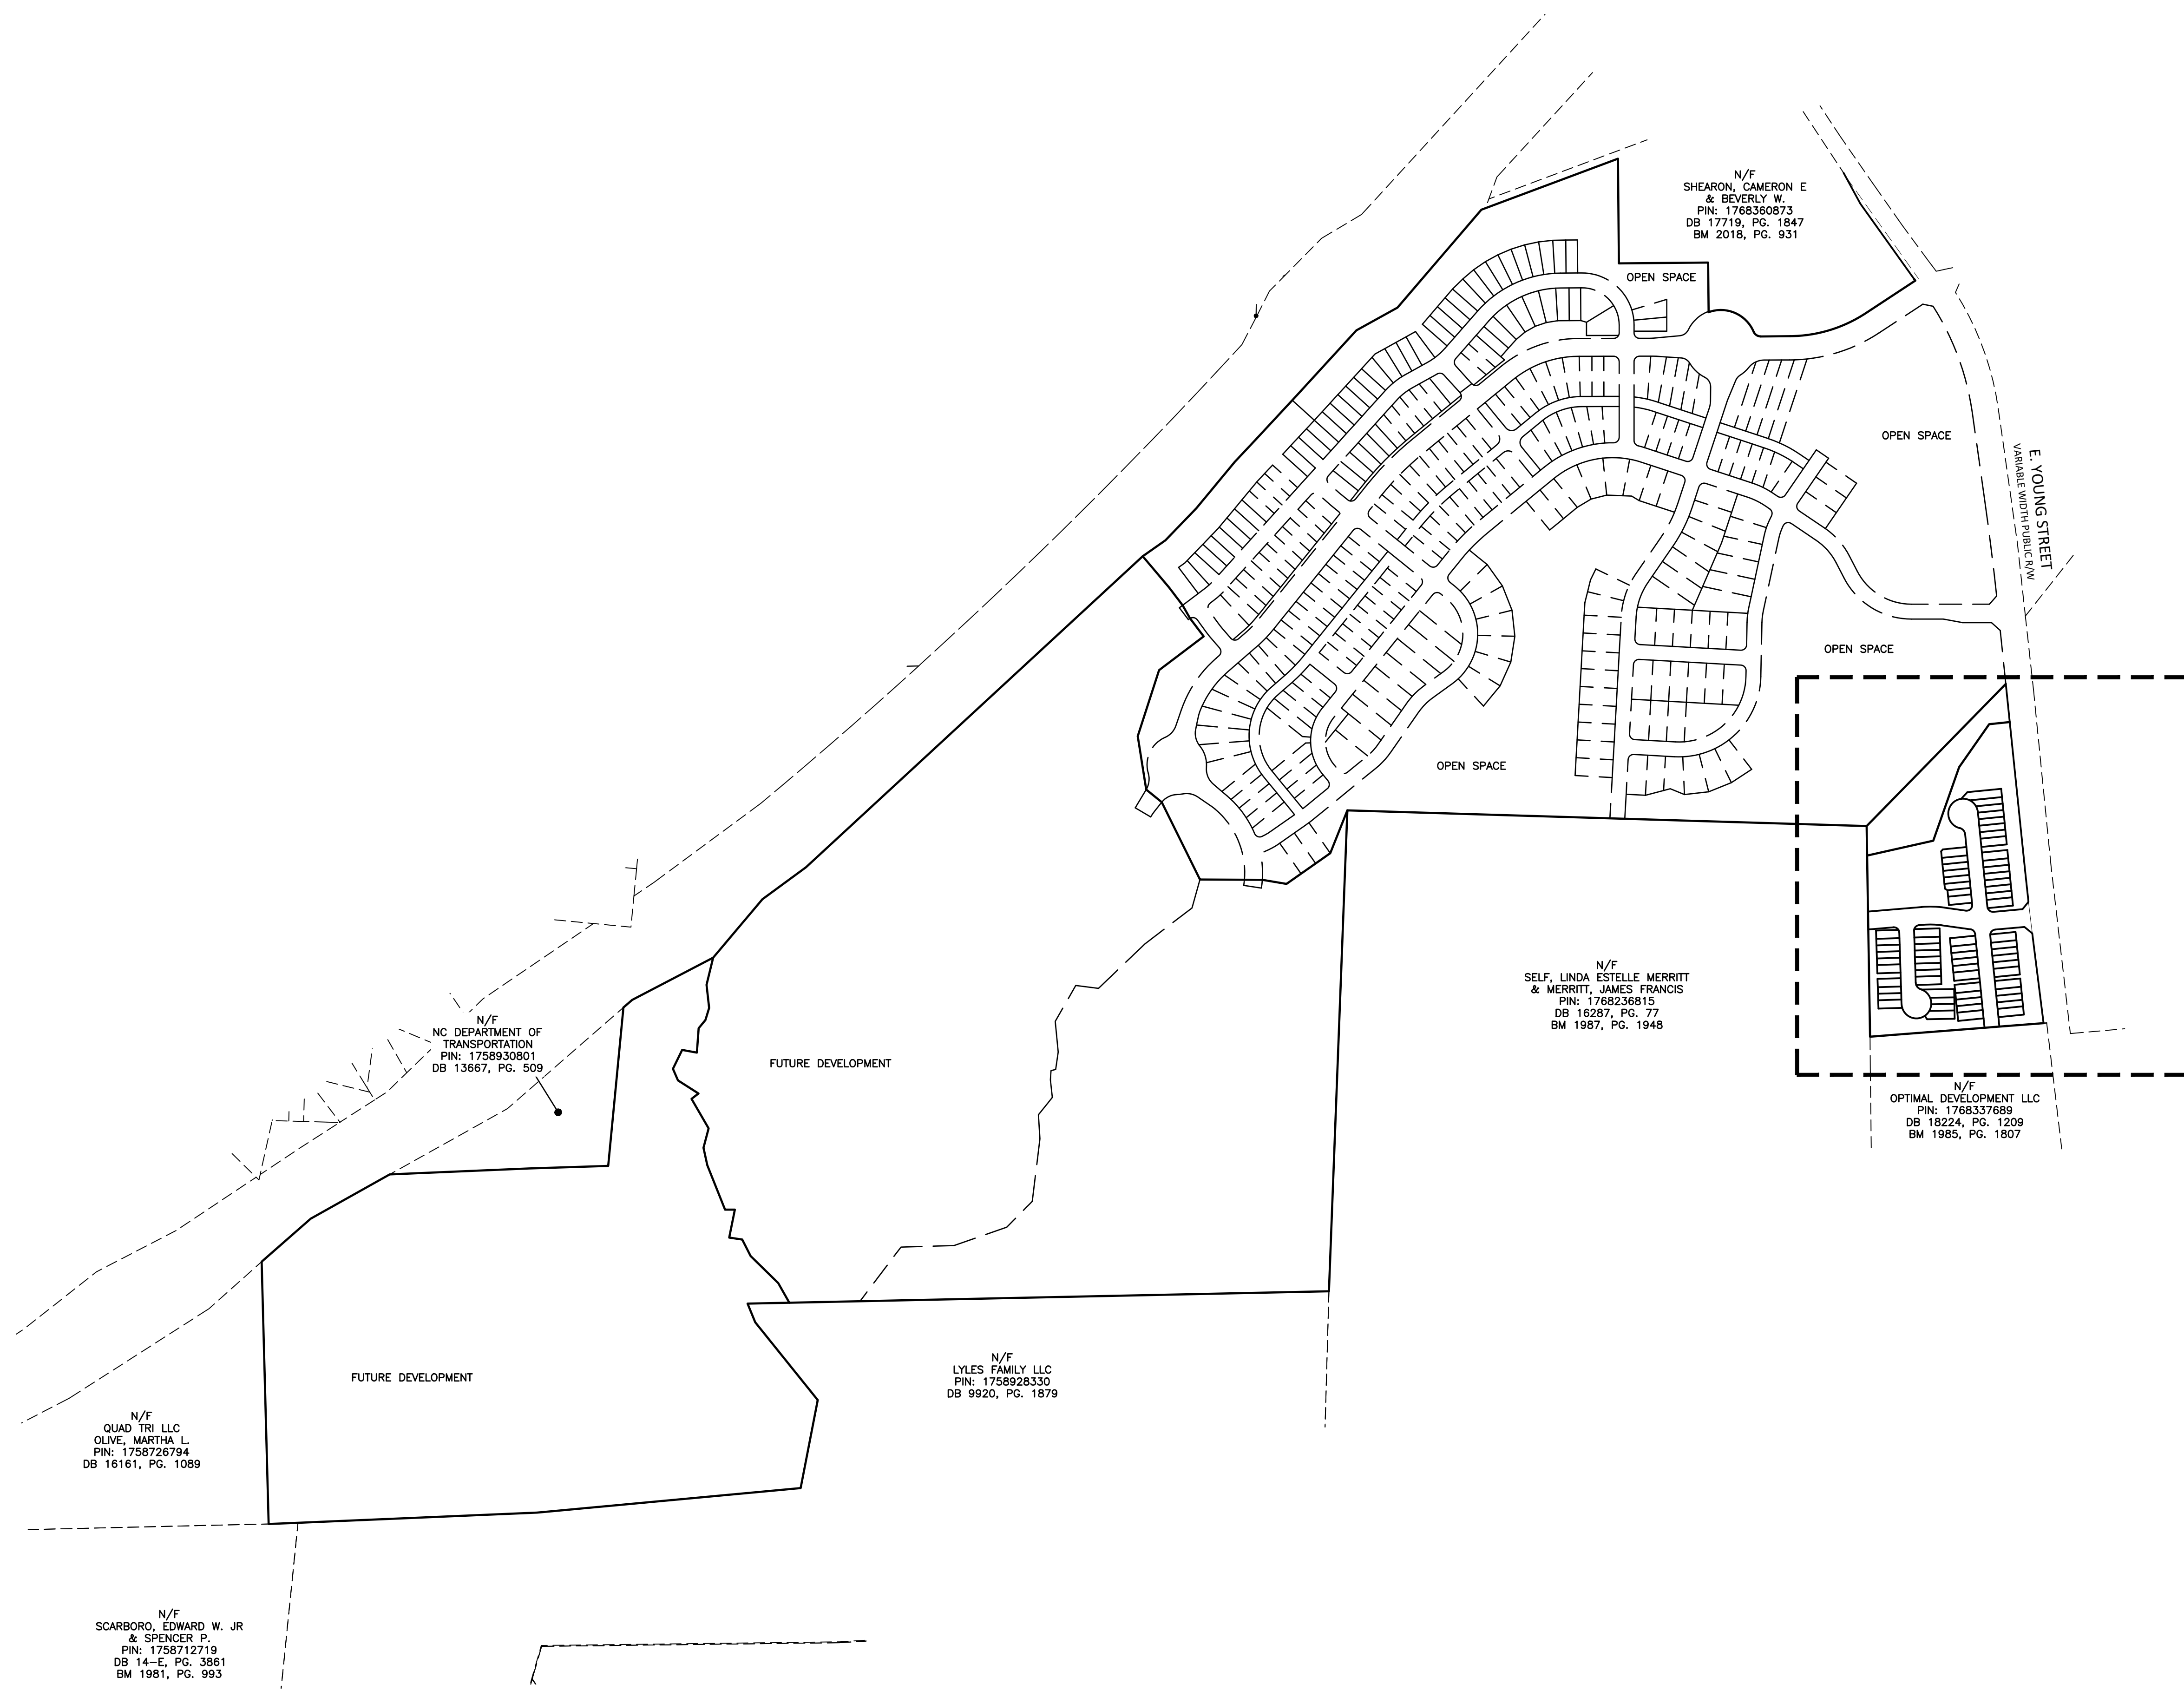 N/F
SHEARON, CAMERON E
& BEVERLY W.
PIN: 1768360873
DB 17719, PG. 1847
BM 2018, PG. 931
OPEN SPACE
OPEN SPACE
E. YOUNG STREET
VARIABLE WIDTH PUBLIC R/W
OPEN SPACE
OPEN SPACE
N/F
SELF, LINDA ESTELLE MERRITT
& MERRITT, JAMES FRANCIS
PIN: 1768236815
DB 16287, PG. 77
BM 1987, PG. 1948
N/F
NC DEPARTMENT OF
TRANSPORTATION
PIN: 1758930801
DB 13667, PG. 509
FUTURE DEVELOPMENT
N/F
OPTIMAL DEVELOPMENT LLC
PIN: 1768337689
DB 18224, PG. 1209
BM 1985, PG. 1807
N/F
LYLES FAMILY LLC
PIN: 1758928330
DB 9920, PG. 1879
FUTURE DEVELOPMENT
N/F
QUAD TRI LLC
OLIVE, MARTHA L.
PIN: 1758726794
DB 16161, PG. 1089
N/F
SCARBORO, EDWARD W. JR
& SPENCER P.
PIN: 1758712719
DB 14-E, PG. 3861
BM 1981, PG. 993